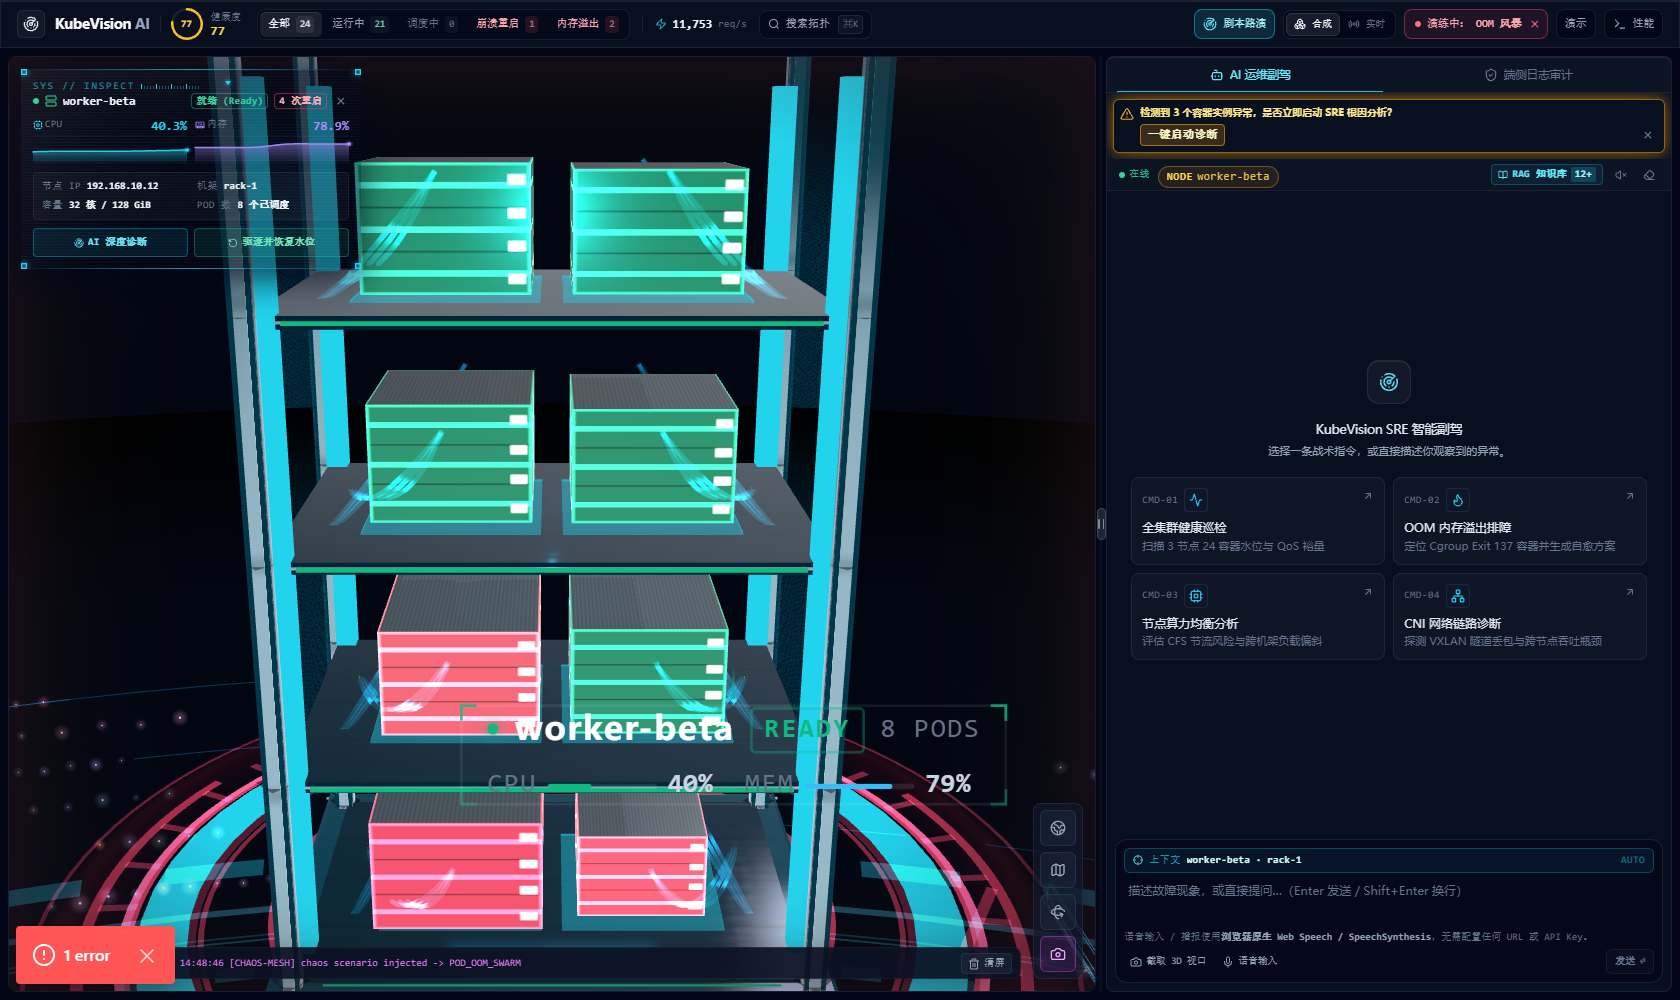 KubeVision AI
77
健康度
77
全部 24
运行中 21
调度中 0
崩溃重启 1
内存溢出 2
11,753 req/s
搜索拓扑 ⌘K
剧本路演
合成
实时
演练中: OOM 风暴
演示
性能
SYS // INSPECT
worker-beta
就绪 (Ready)
4 次重启
CPU 40.3%
内存 78.9%
节点 IP 192.168.10.12
机架 rack-1
容量 32 核 / 128 GiB
POD 数 8 个已调度
AI 深度诊断
驱逐并恢复水位
worker-beta READY 8 PODS
CPU 40% MEM 79%
1 error
14:48:46 [CHAOS-MESH] chaos scenario injected -> POD_OOM_SWARM
清屏
AI 运维副驾
端侧日志审计
检测到 3 个容器实例异常，是否立即启动 SRE 根因分析?
一键启动诊断
在线
NODE worker-beta
RAG 知识库 12+
KubeVision SRE 智能副驾
选择一条战术指令，或直接描述你观察到的异常。
CMD-01
全集群健康巡检
扫描 3 节点 24 容器水位与 QoS 裕量
CMD-02
OOM 内存溢出排障
定位 Cgroup Exit 137 容器并生成自愈方案
CMD-03
节点算力均衡分析
评估 CFS 节流风险与跨机架负载偏斜
CMD-04
CNI 网络链路诊断
探测 VXLAN 隧道丢包与跨节点吞吐瓶颈
上下文 worker-beta · rack-1
AUTO
描述故障现象，或直接提问…（Enter 发送 / Shift+Enter 换行）
语音输入 / 播报使用浏览器原生 Web Speech / SpeechSynthesis，无需配置任何 URL 或 API Key。
截取 3D 视口
语音输入
发送